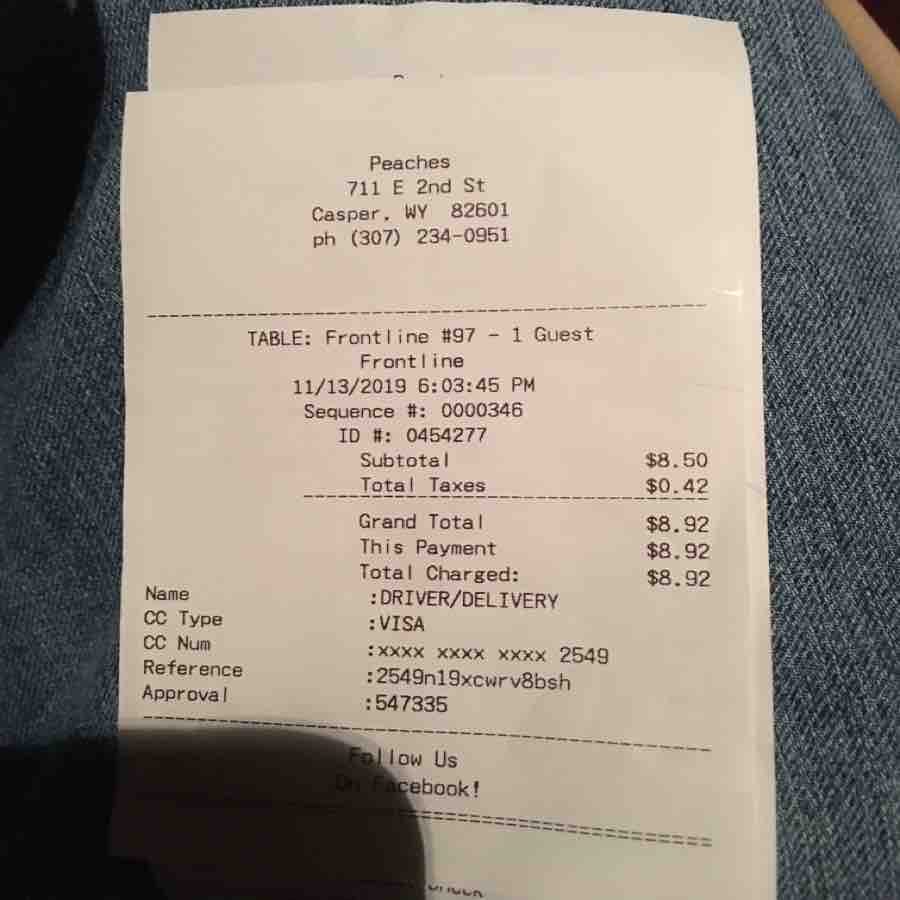 Peaches
711 E 2nd St
Casper, WY 82601
ph (307) 234-0951
TABLE: Frontline #97 - 1 Guest
Frontline
11/13/2019 6:03:45 PM
Sequence #: 0000346
ID #: 0454277
Subtotal $8.50
Total Taxes $0.42
Grand Total $8.92
This Payment $8.92
Total Charged: $8.92
Name :DRIVER/DELIVERY
CC Type :VISA
CC Num :xxxx xxxx xxxx 2549
Reference :2549n19xcwrv8bsh
Approval :547335
Follow Us
On Facebook!